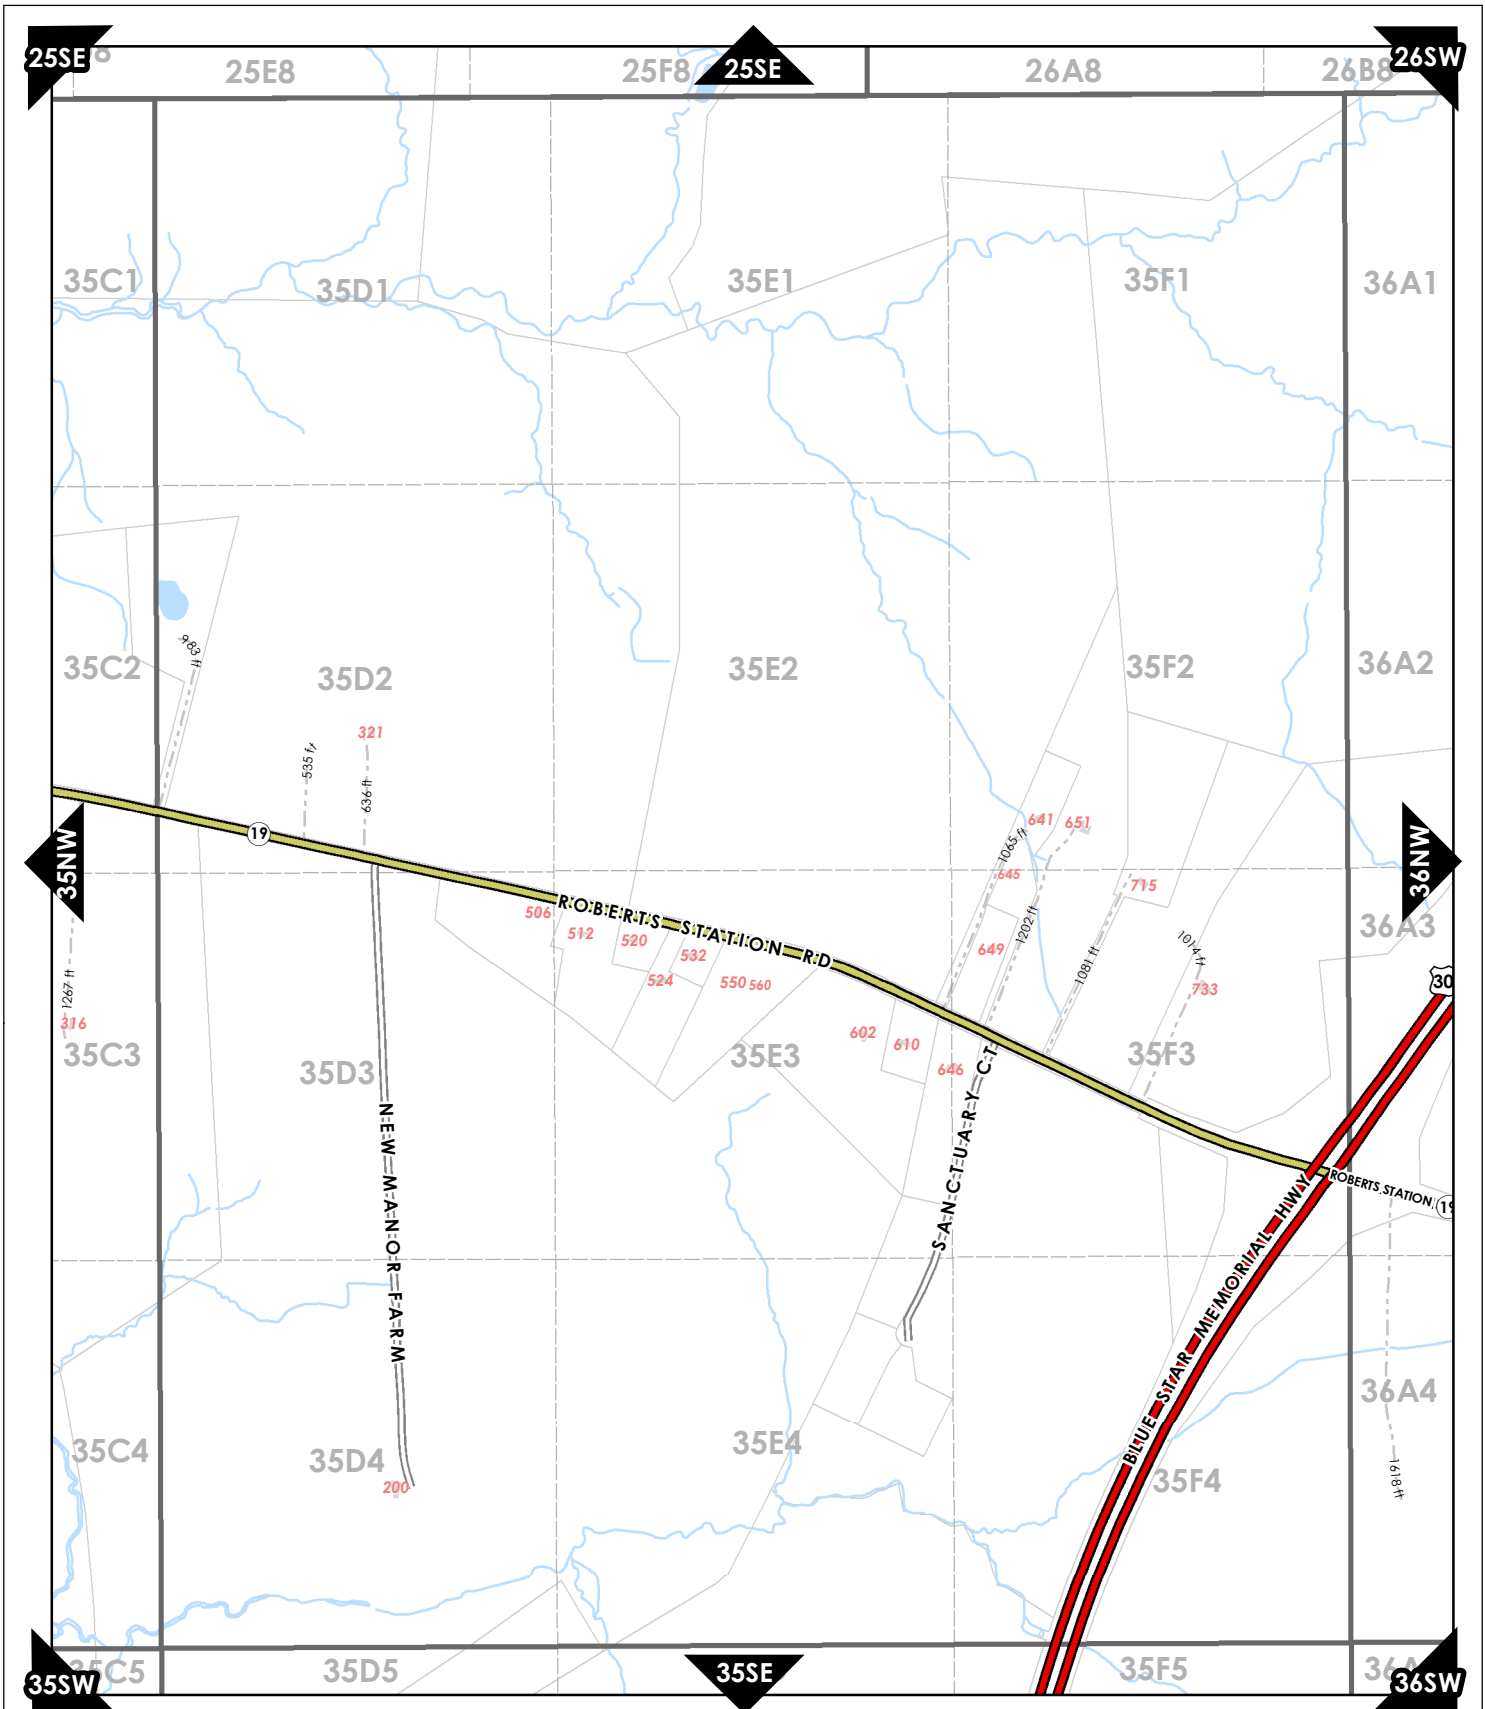 25SE
8
25E8
25F8
25SE
26A8
26B8
26SW
35C1
35D1
35E1
35F1
36A1
35C2
35D2
35E2
35F2
36A2
983 ft
321
535 ft
636 ft
19
641
651
1065 ft
645
715
35NW
36NW
506
ROBERTS STATION RD
512
520
532
524
550
560
649
1202 ft
1081 ft
1014 ft
733
36A3
30
1267 ft
316
35C3
35D3
35E3
602
610
646
35F3
NEW MANOR FARM
SANCTUARY CT
BLUE STAR MEMORIAL HWY
ROBERTS STATION
19
35C4
35D4
35E4
35F4
36A4
1618 ft
200
35SW
35C5
35D5
35SE
35F5
36A
36SW